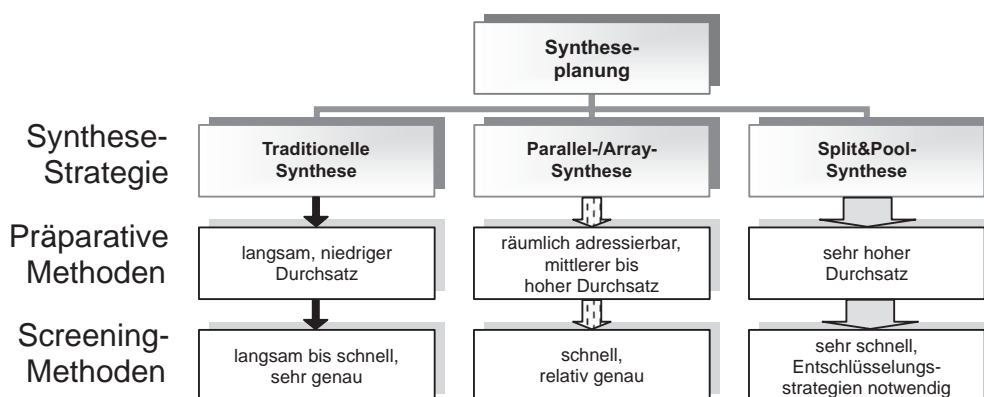 Synthese-
planung
Synthese-
Strategie
Traditionelle
Synthese
Parallel-/Array-
Synthese
Split&Pool-
Synthese
Präparative
Methoden
langsam, niedriger
Durchsatz
räumlich adressierbar,
mittlerer bis
hoher Durchsatz
sehr hoher
Durchsatz
Screening-
Methoden
langsam bis schnell,
sehr genau
schnell,
relativ genau
sehr schnell,
Entschlüsselungs-
strategien notwendig